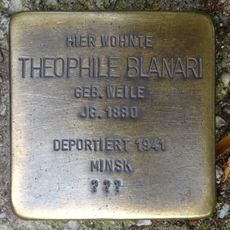 HIER WOHNTE
THEOPHILE BLANARI
GEB. WEILE
JG. 1880
DEPORTIERT 1941
MINSK
???